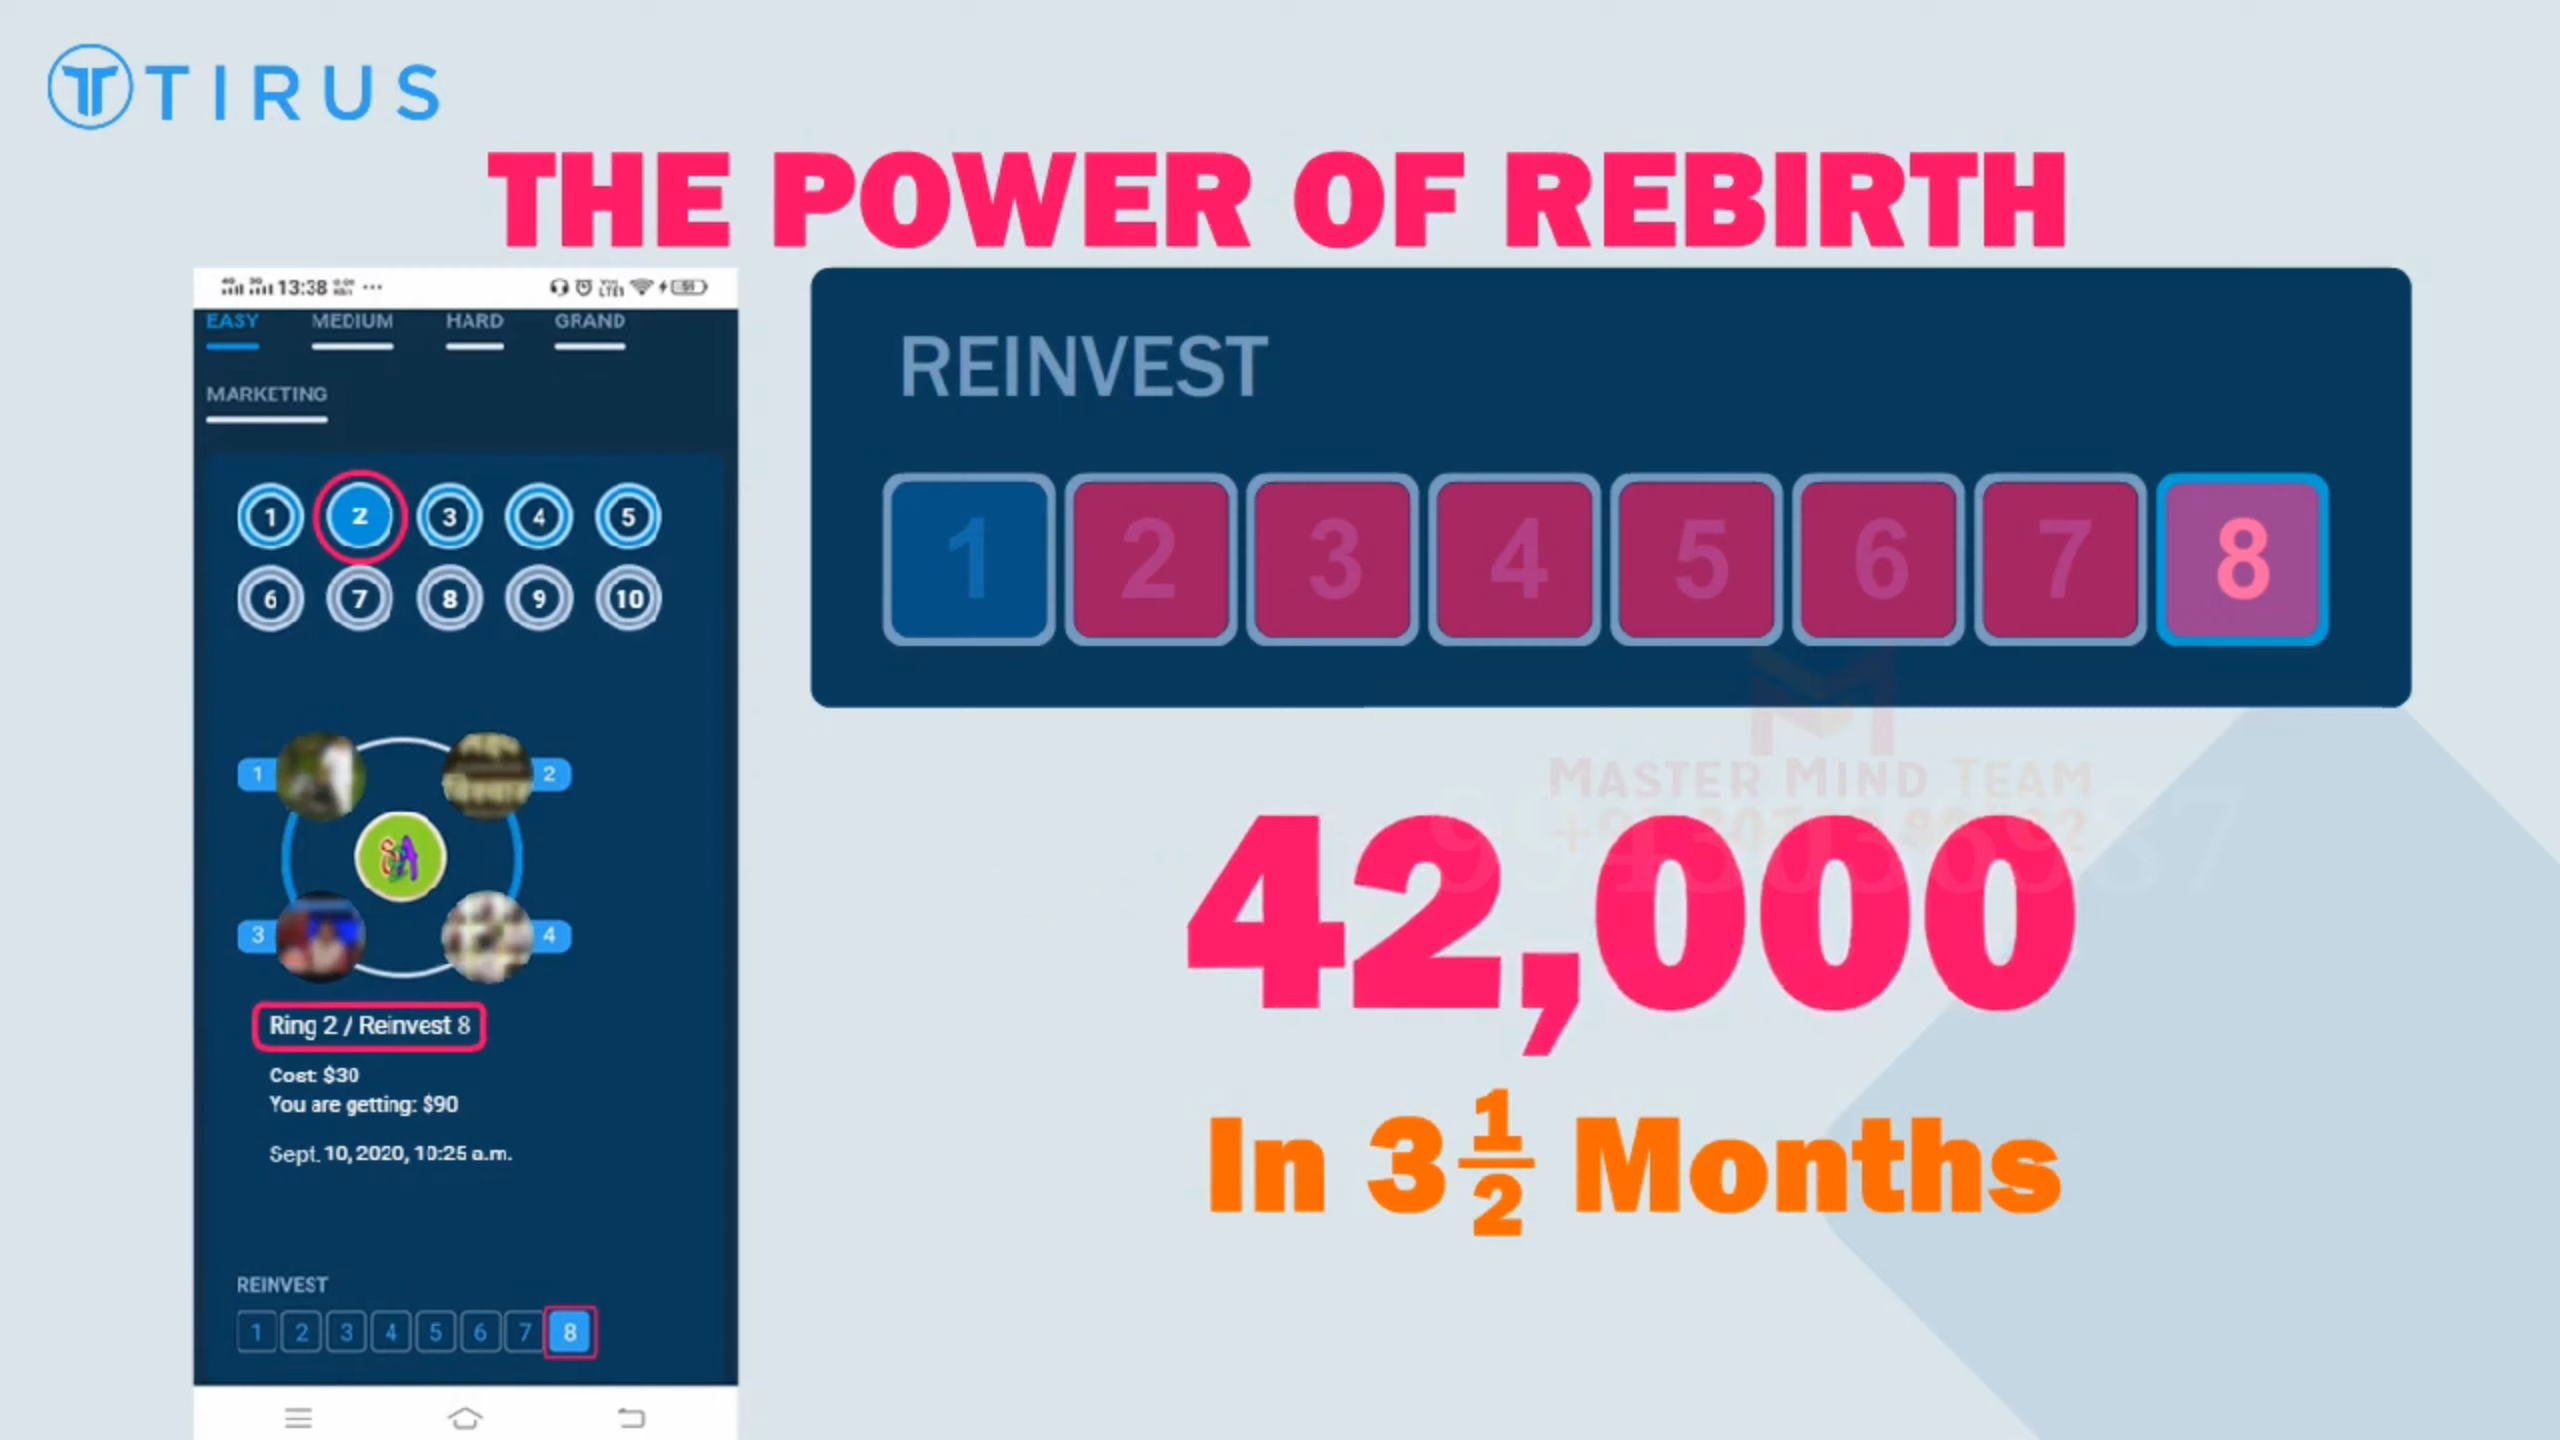 TIRUS
THE POWER OF REBIRTH
13:38
EASY MEDIUM HARD GRAND
MARKETING
1 2 3 4 5
6 7 8 9 10
1 2
3 4
Ring 2 / Reinvest 8
Cost: $30
You are getting: $90
Sept. 10, 2020, 10:25 a.m.
REINVEST
1 2 3 4 5 6 7 8
REINVEST
1 2 3 4 5 6 7 8
MASTER MIND TEAM
42,000
In 3 1/2 Months